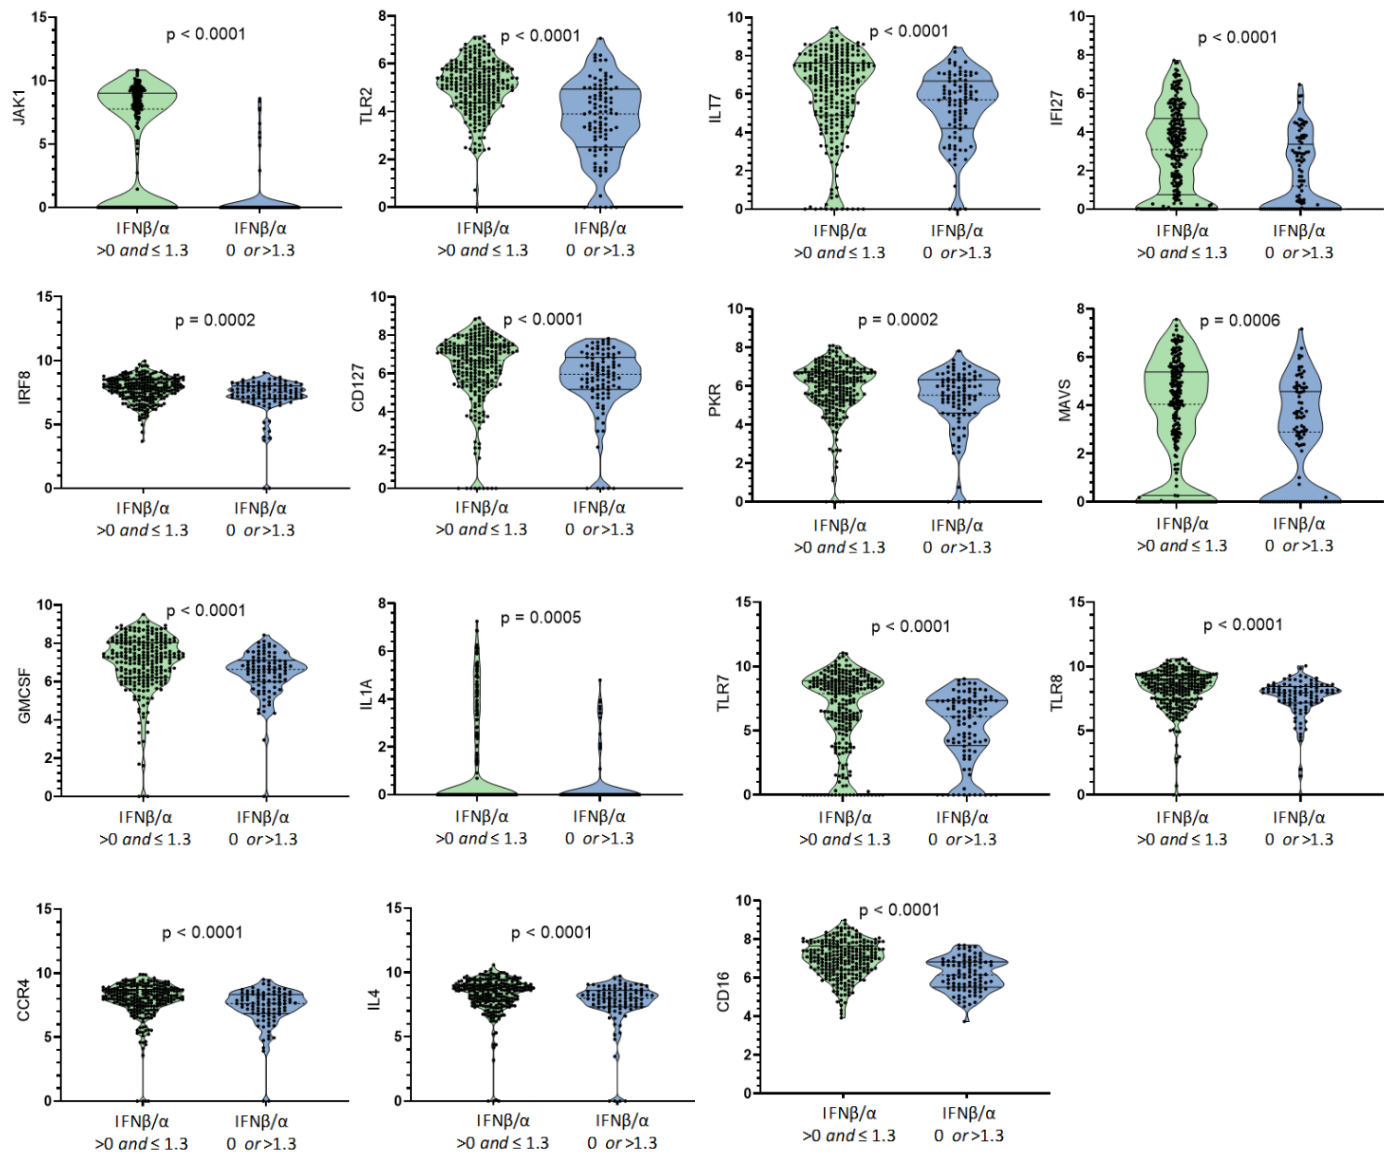 JAK1
15
10
5
0
p < 0.0001
IFNβ/α
>0 and ≤ 1.3
IFNβ/α
0 or >1.3
TLR2
8
6
4
2
0
p < 0.0001
IFNβ/α
>0 and ≤ 1.3
IFNβ/α
0 or >1.3
ILT7
10
8
6
4
2
0
p < 0.0001
IFNβ/α
>0 and ≤ 1.3
IFNβ/α
0 or >1.3
IFI27
10
8
6
4
2
0
p < 0.0001
IFNβ/α
>0 and ≤ 1.3
IFNβ/α
0 or >1.3
IRF8
15
10
5
0
p = 0.0002
IFNβ/α
>0 and ≤ 1.3
IFNβ/α
0 or >1.3
CD127
10
8
6
4
2
0
p < 0.0001
IFNβ/α
>0 and ≤ 1.3
IFNβ/α
0 or >1.3
PKR
10
8
6
4
2
0
p = 0.0002
IFNβ/α
>0 and ≤ 1.3
IFNβ/α
0 or >1.3
MAVS
8
6
4
2
0
p = 0.0006
IFNβ/α
>0 and ≤ 1.3
IFNβ/α
0 or >1.3
GMCSF
10
8
6
4
2
0
p < 0.0001
IFNβ/α
>0 and ≤ 1.3
IFNβ/α
0 or >1.3
IL1A
8
6
4
2
0
p = 0.0005
IFNβ/α
>0 and ≤ 1.3
IFNβ/α
0 or >1.3
TLR7
15
10
5
0
p < 0.0001
IFNβ/α
>0 and ≤ 1.3
IFNβ/α
0 or >1.3
TLR8
15
10
5
0
p < 0.0001
IFNβ/α
>0 and ≤ 1.3
IFNβ/α
0 or >1.3
CCR4
15
10
5
0
p < 0.0001
IFNβ/α
>0 and ≤ 1.3
IFNβ/α
0 or >1.3
IL4
15
10
5
0
p < 0.0001
IFNβ/α
>0 and ≤ 1.3
IFNβ/α
0 or >1.3
CD16
10
8
6
4
2
0
p < 0.0001
IFNβ/α
>0 and ≤ 1.3
IFNβ/α
0 or >1.3